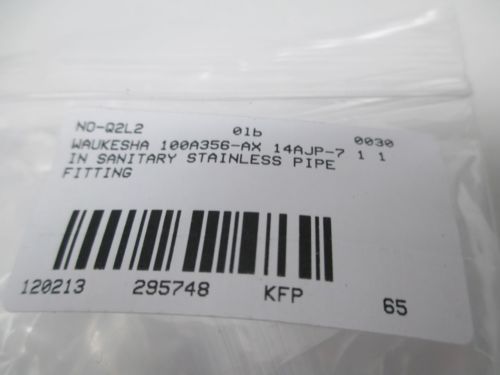 NO-Q2L2 01b 0030
WAUKESHA 100A356-AX 14AJP-7 1 1
IN SANITARY STAINLESS PIPE
FITTING
120213 295748 KFP 65